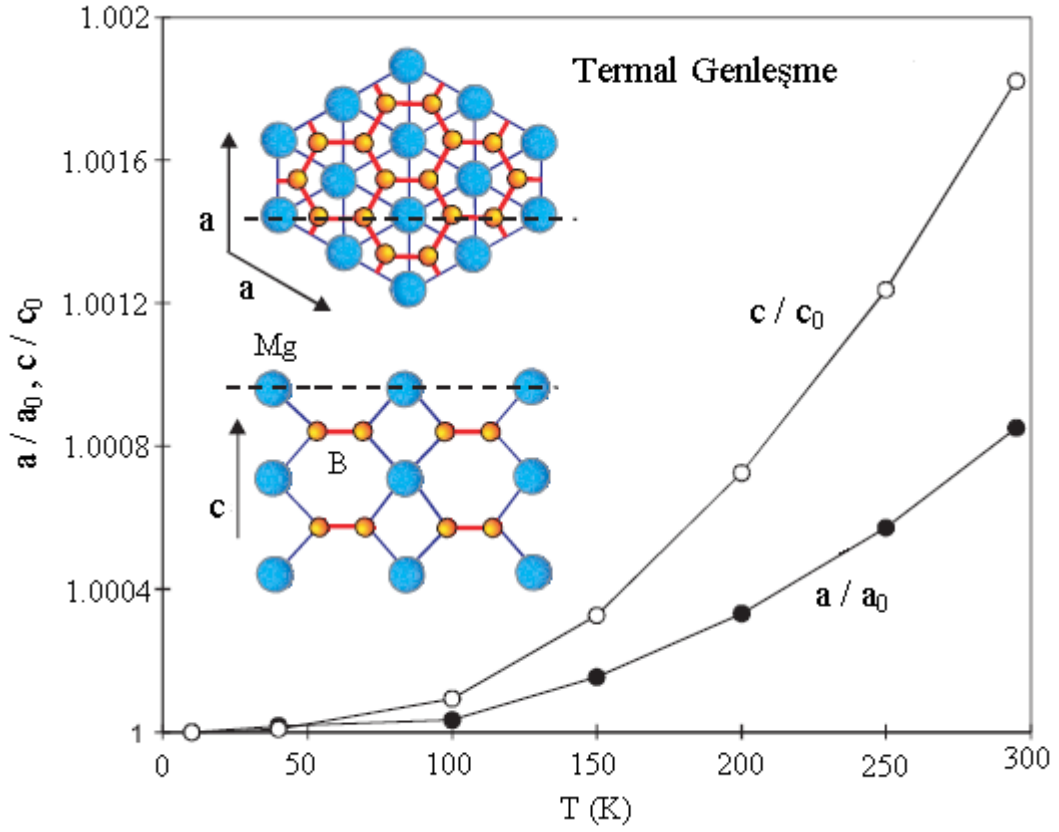 Termal Genleşme
1.002
1.0016
1.0012
1.0008
1.0004
1
a / a₀ , c / c₀
a
a
Mg
B
c
c / c₀
a / a₀
0
50
100
150
200
250
300
T (K)